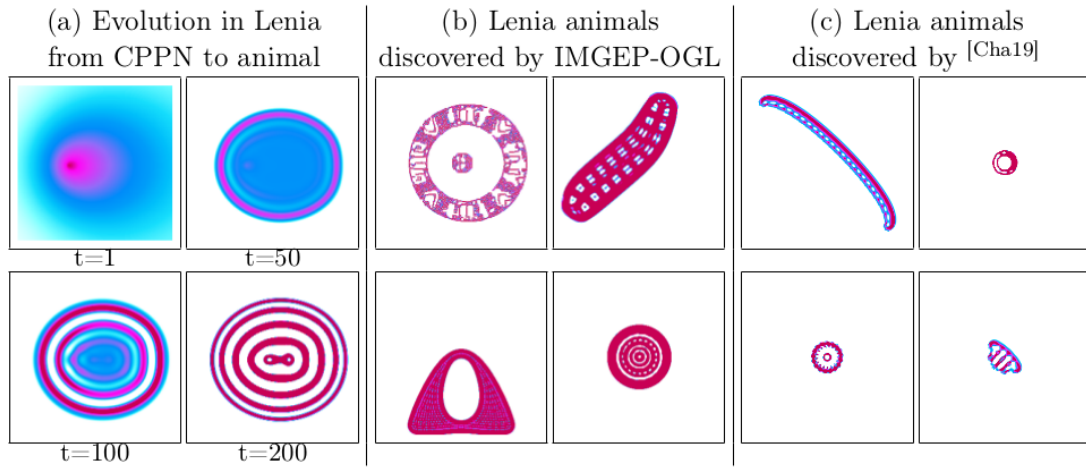 (a) Evolution in Lenia
from CPPN to animal
(b) Lenia animals
discovered by IMGEP-OGL
(c) Lenia animals
discovered by [Cha19]
t=1
t=50
t=100
t=200